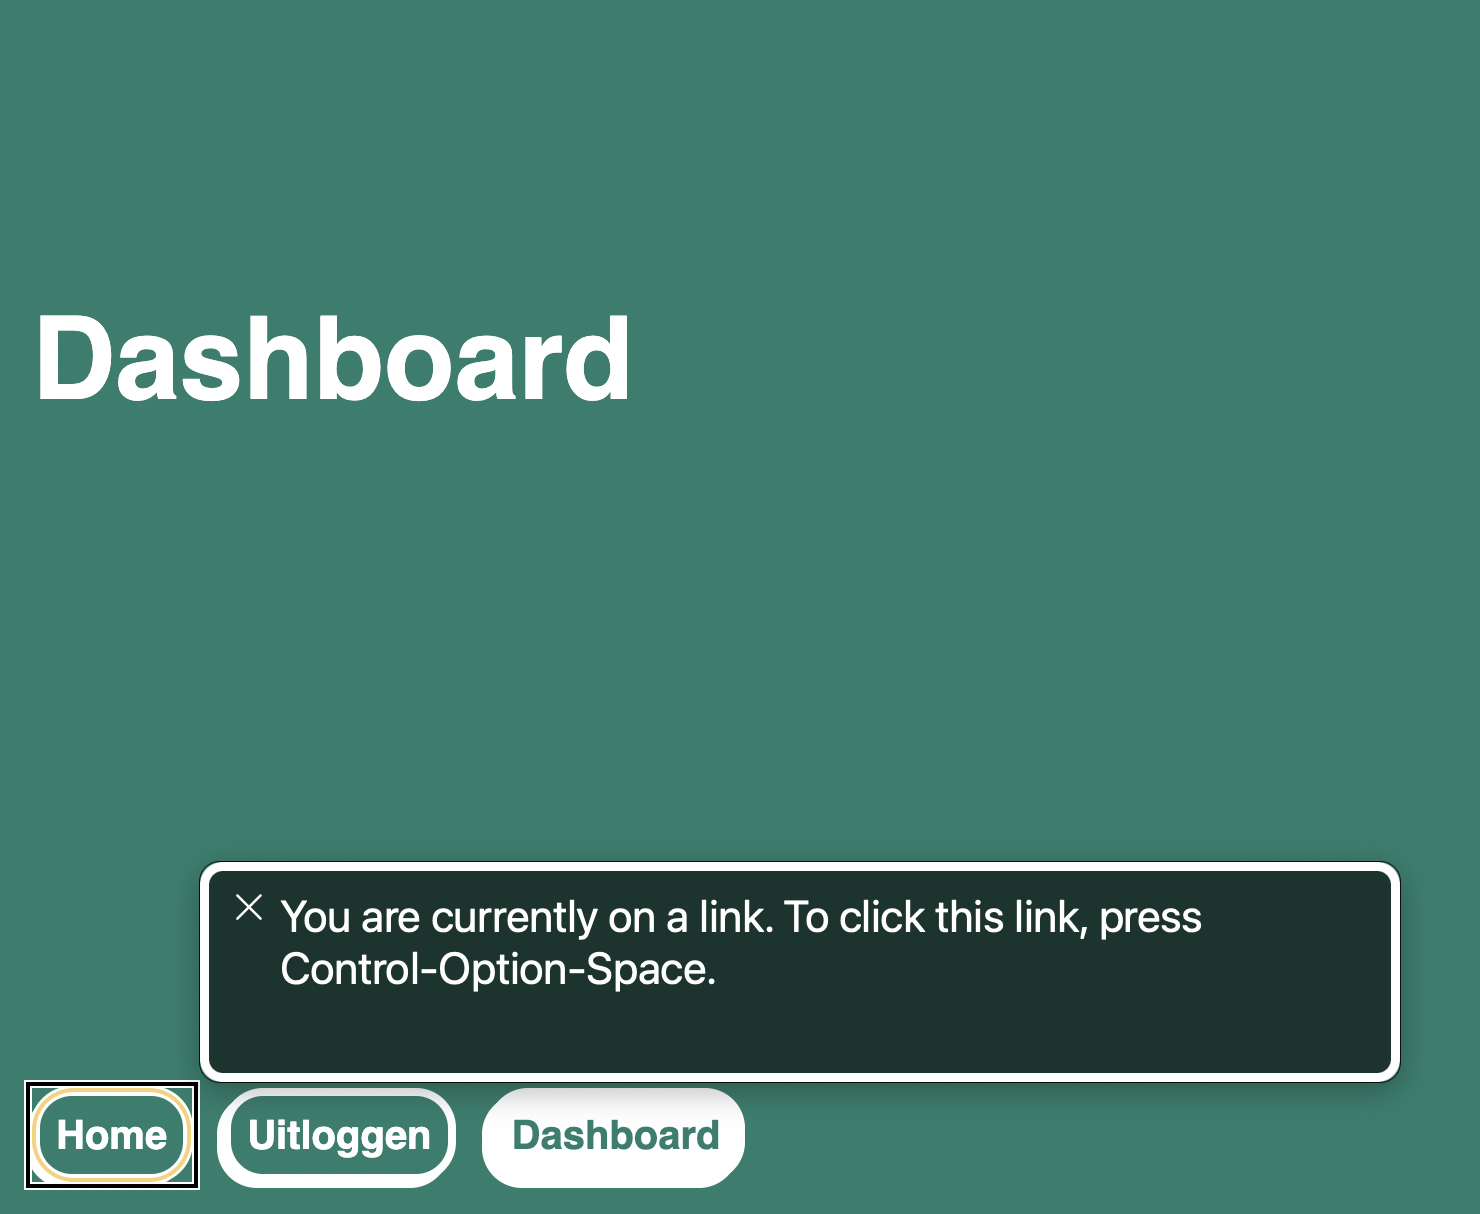 Dashboard
You are currently on a link. To click this link, press
Control-Option-Space.
Home
Uitloggen
Dashboard